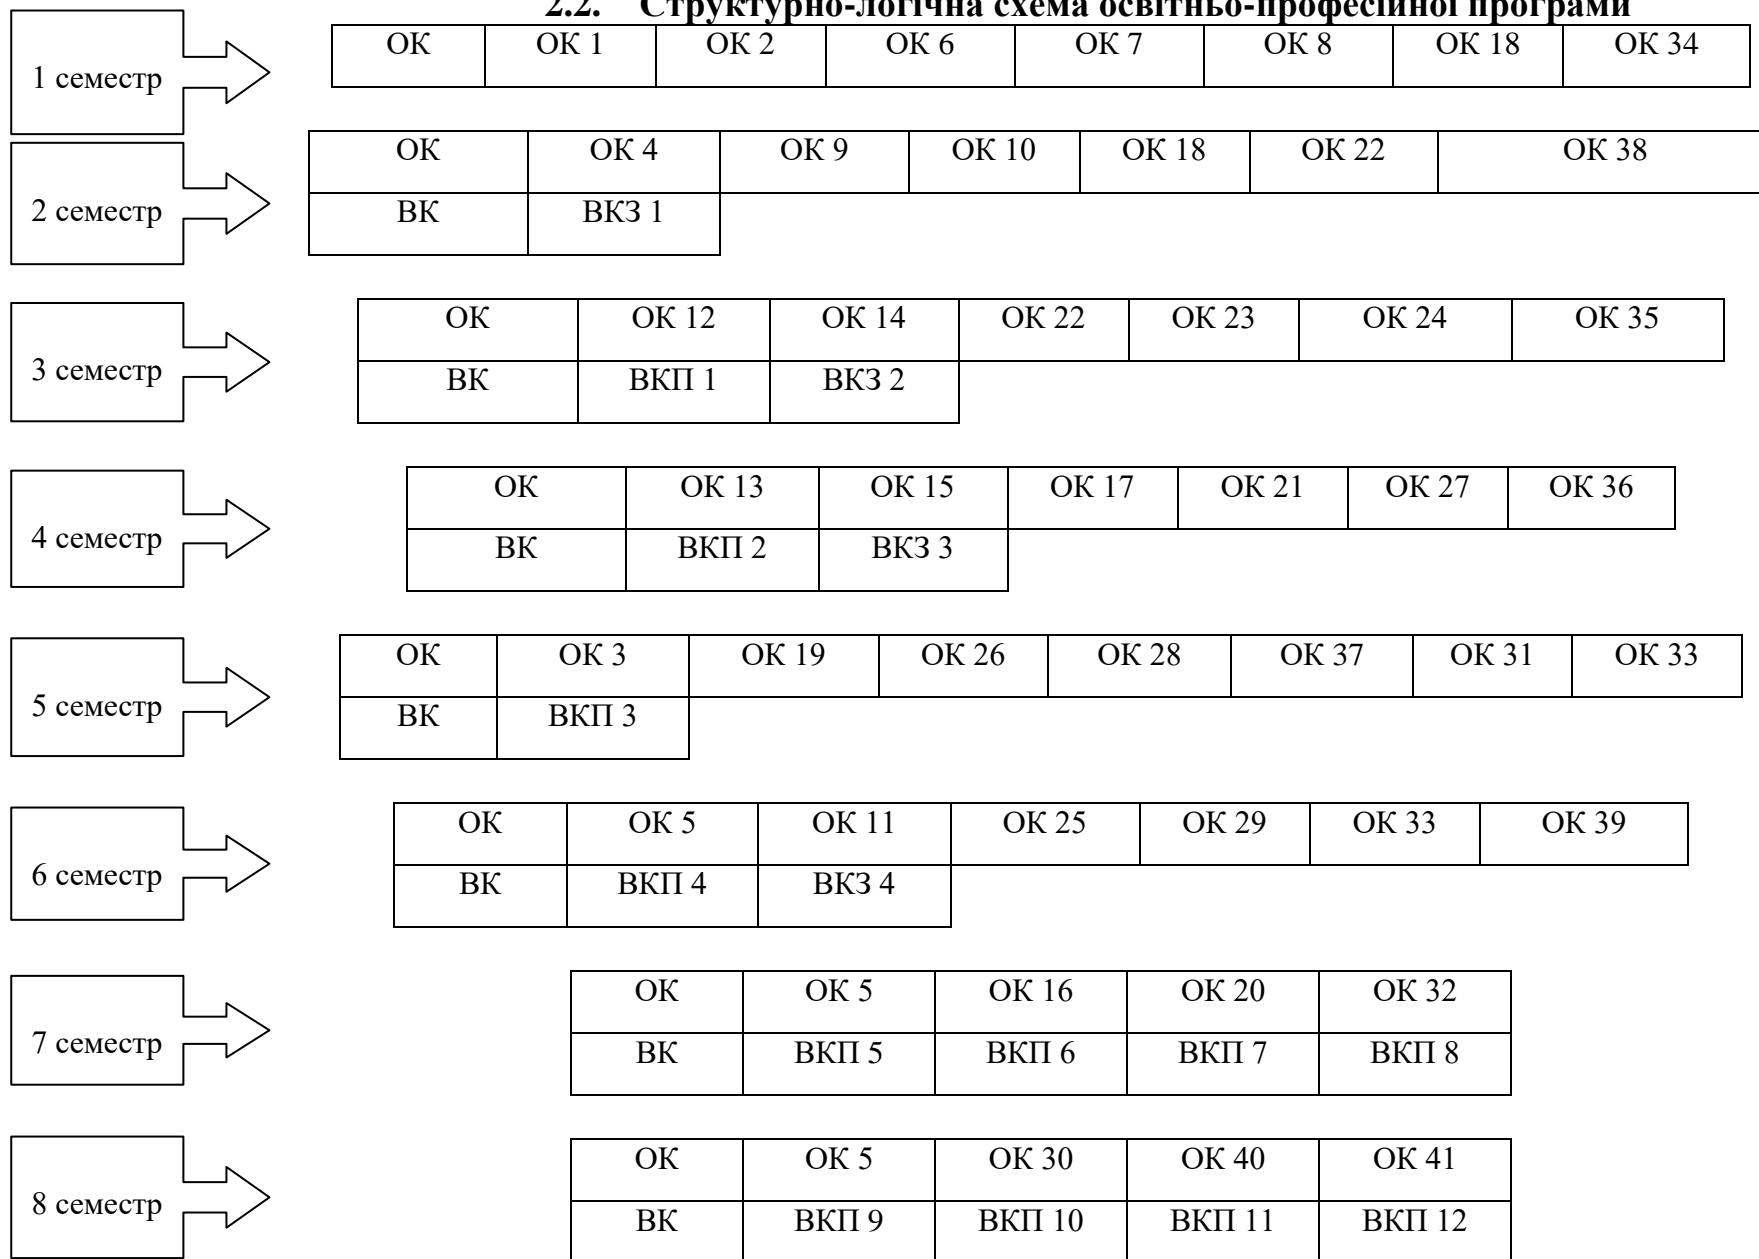 2.2. Структурно-логічна схема освітньо-професійної програми
1 семестр
ОК ОК 1 ОК 2 ОК 6 ОК 7 ОК 8 ОК 18 ОК 34
2 семестр
ОК ОК 4 ОК 9 ОК 10 ОК 18 ОК 22 ОК 38
ВК ВКЗ 1
3 семестр
ОК ОК 12 ОК 14 ОК 22 ОК 23 ОК 24 ОК 35
ВК ВКП 1 ВКЗ 2
4 семестр
ОК ОК 13 ОК 15 ОК 17 ОК 21 ОК 27 ОК 36
ВК ВКП 2 ВКЗ 3
5 семестр
ОК ОК 3 ОК 19 ОК 26 ОК 28 ОК 37 ОК 31 ОК 33
ВК ВКП 3
6 семестр
ОК ОК 5 ОК 11 ОК 25 ОК 29 ОК 33 ОК 39
ВК ВКП 4 ВКЗ 4
7 семестр
ОК ОК 5 ОК 16 ОК 20 ОК 32
ВК ВКП 5 ВКП 6 ВКП 7 ВКП 8
8 семестр
ОК ОК 5 ОК 30 ОК 40 ОК 41
ВК ВКП 9 ВКП 10 ВКП 11 ВКП 12